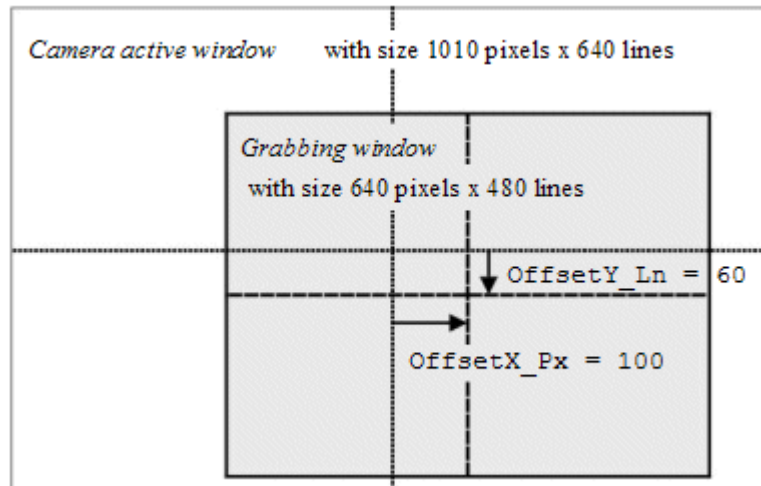 Camera active window with size 1010 pixels x 640 lines
Grabbing window
with size 640 pixels x 480 lines
OffsetY_Ln = 60
OffsetX_Px = 100